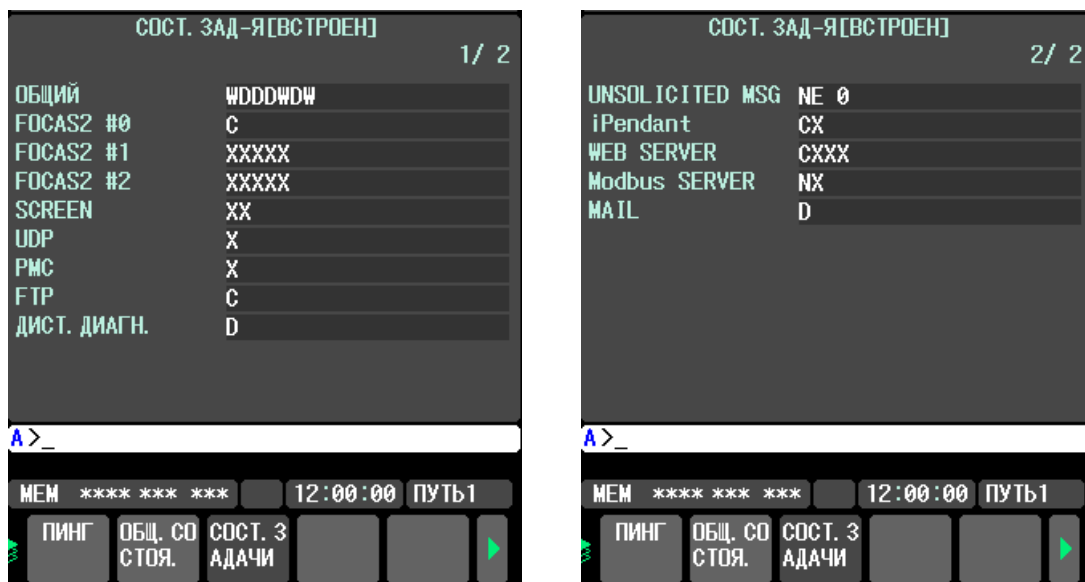 СОСТ. ЗАД-Я[ВСТРОЕН]
1/ 2
ОБЩИЙ WDDDWDW
FOCAS2 #0 C
FOCAS2 #1 XXXXX
FOCAS2 #2 XXXXX
SCREEN XX
UDP X
PMC X
FTP C
ДИСТ. ДИАГН. D
A>_
MEM **** *** *** 12:00:00 ПУТЬ1
ПИНГ ОБЩ. СО СОСТ. З
СТОЯ. АДАЧИ
СОСТ. ЗАД-Я[ВСТРОЕН]
2/ 2
UNSOLICITED MSG NE 0
iPendant CX
WEB SERVER CXXX
Modbus SERVER NX
MAIL D
A>_
MEM **** *** *** 12:00:00 ПУТЬ1
ПИНГ ОБЩ. СО СОСТ. З
СТОЯ. АДАЧИ